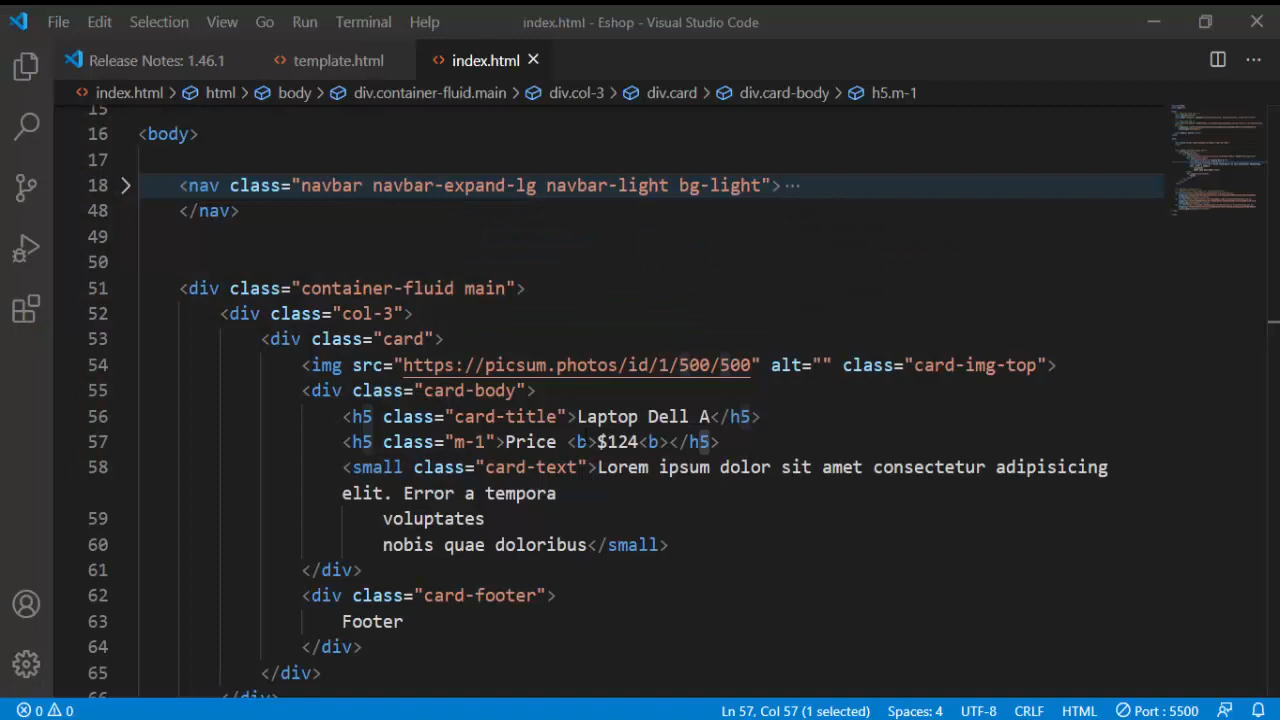 File Edit Selection View Go Run Terminal Help index.html - Eshop - Visual Studio Code
Release Notes: 1.46.1 template.html index.html
index.html > html > body > div.container-fluid.main > div.col-3 > div.card > div.card-body > h5.m-1
15
16 <body>
17
18 <nav class="navbar navbar-expand-lg navbar-light bg-light">...
48 </nav>
49
50
51 <div class="container-fluid main">
52 <div class="col-3">
53 <div class="card">
54 <img src="https://picsum.photos/id/1/500/500" alt="" class="card-img-top">
55 <div class="card-body">
56 <h5 class="card-title">Laptop Dell A</h5>
57 <h5 class="m-1">Price <b>$124<b></h5>
58 <small class="card-text">Lorem ipsum dolor sit amet consectetur adipisicing
elit. Error a tempora
59 voluptates
60 nobis quae doloribus</small>
61 </div>
62 <div class="card-footer">
63 Footer
64 </div>
65 </div>
66 </div>
0 0 Ln 57, Col 57 (1 selected) Spaces: 4 UTF-8 CRLF HTML Port : 5500